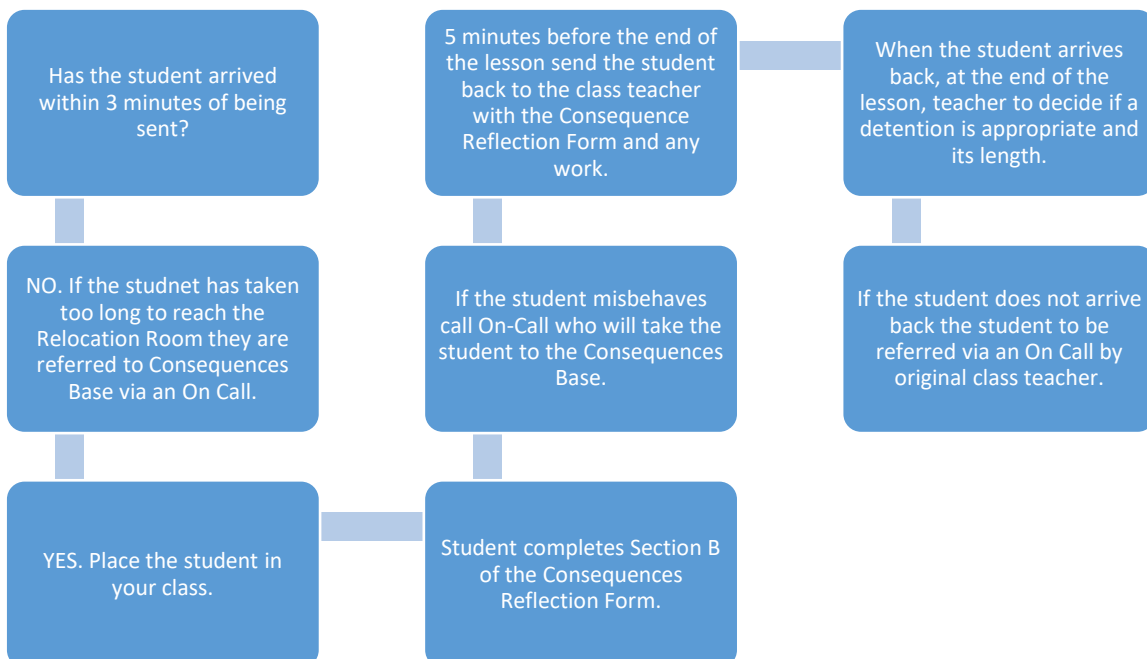 Has the student arrived
within 3 minutes of being
sent?
NO. If the studnet has taken
too long to reach the
Relocation Room they are
referred to Consequences
Base via an On Call.
YES. Place the student in
your class.
Student completes Section B
of the Consequences
Reflection Form.
If the student misbehaves
call On-Call who will take the
student to the Consequences
Base.
5 minutes before the end of
the lesson send the student
back to the class teacher
with the Consequence
Reflection Form and any
work.
When the student arrives
back, at the end of the
lesson, teacher to decide if a
detention is appropriate and
its length.
If the student does not arrive
back the student to be
referred via an On Call by
original class teacher.